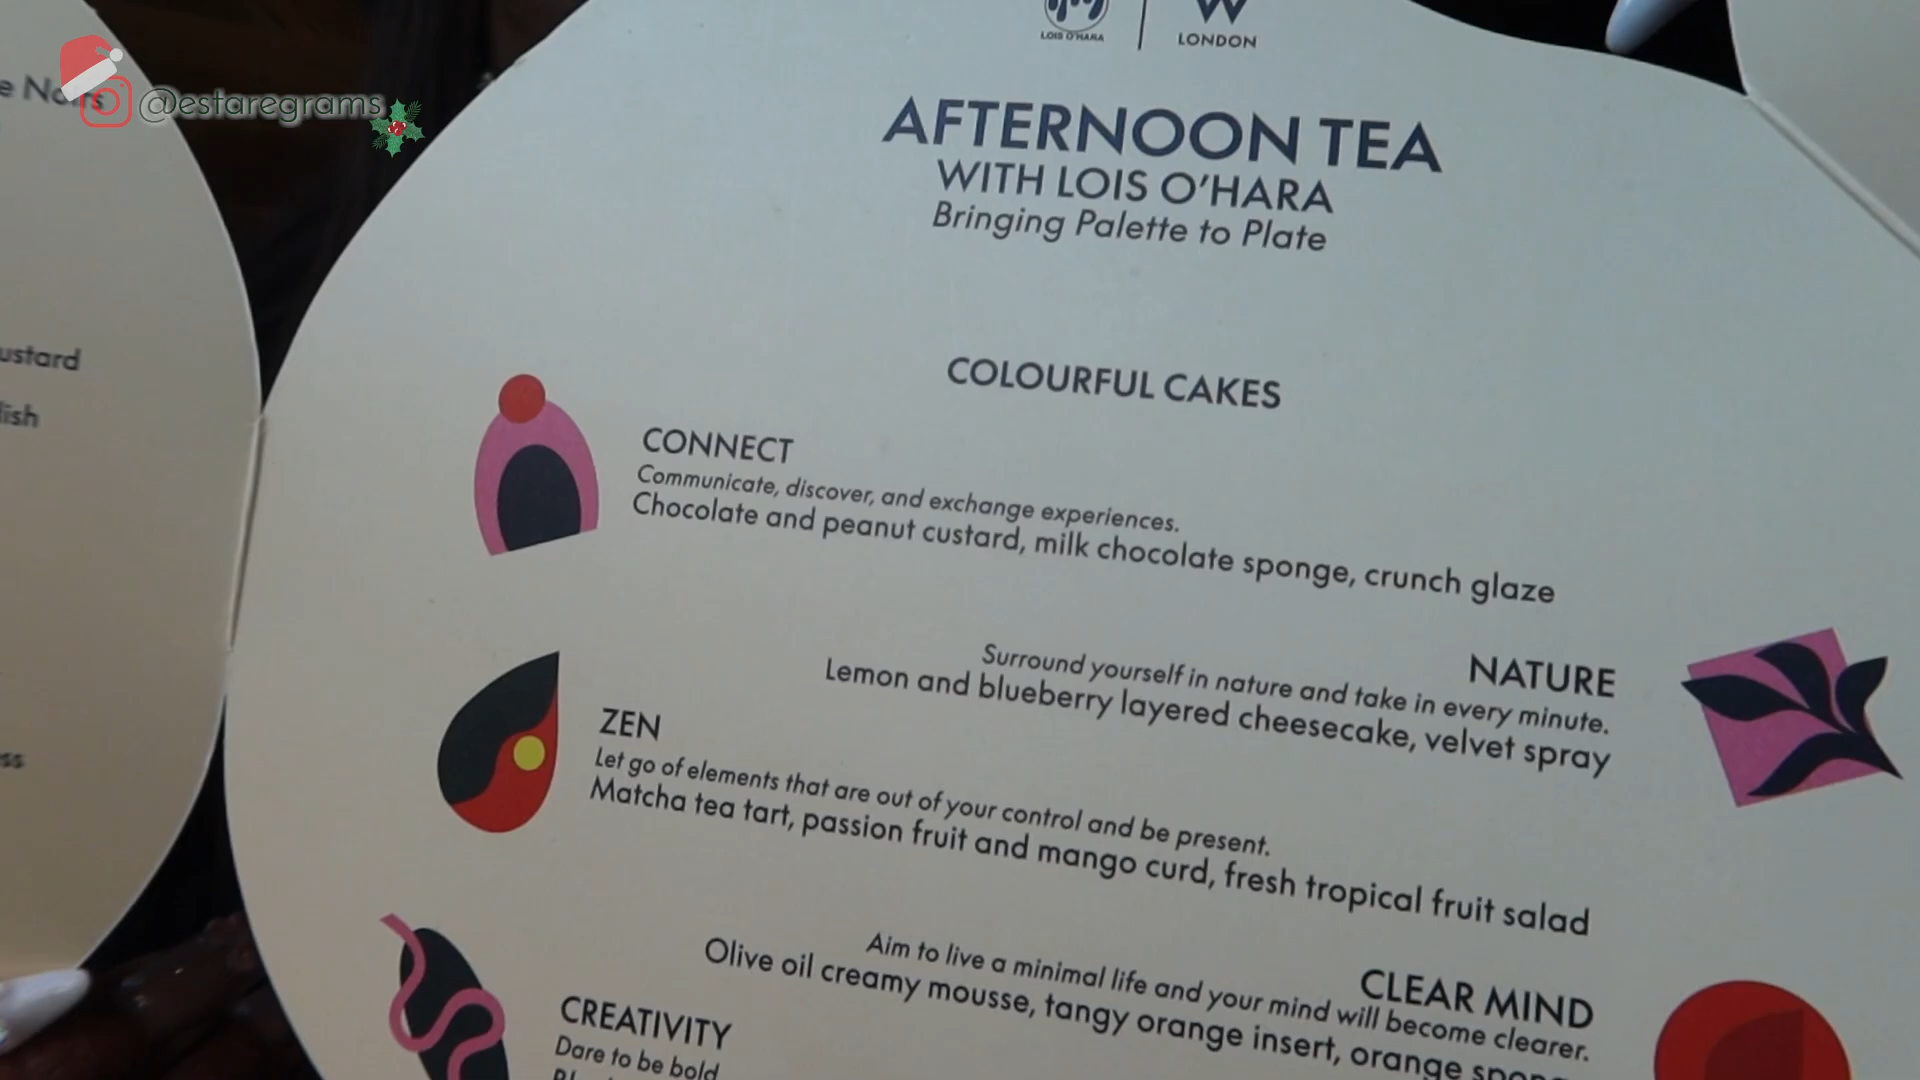 e Noirs
@estaregrams
ustard
lish
ss
LOIS O'HARA
W
LONDON
AFTERNOON TEA
WITH LOIS O'HARA
Bringing Palette to Plate
COLOURFUL CAKES
CONNECT
Communicate, discover, and exchange experiences.
Chocolate and peanut custard, milk chocolate sponge, crunch glaze
NATURE
Surround yourself in nature and take in every minute.
Lemon and blueberry layered cheesecake, velvet spray
ZEN
Let go of elements that are out of your control and be present.
Matcha tea tart, passion fruit and mango curd, fresh tropical fruit salad
CLEAR MIND
Aim to live a minimal life and your mind will become clearer.
Olive oil creamy mousse, tangy orange insert, orange spon
CREATIVITY
Dare to be bold